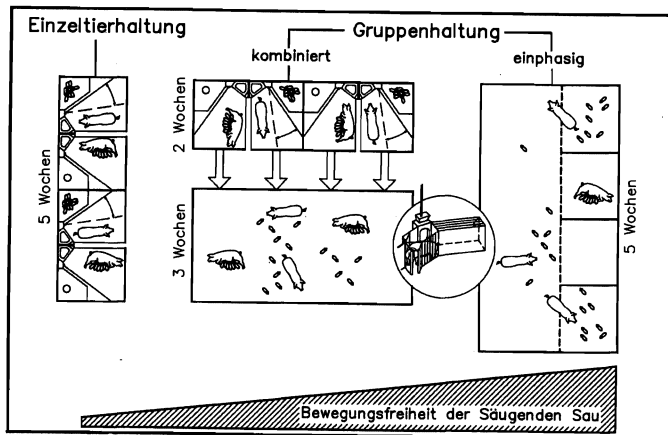 Einzeltierhaltung
Gruppenhaltung
kombiniert
einphasig
5 Wochen
2 Wochen
3 Wochen
5 Wochen
Bewegungsfreiheit der Säugenden Sau